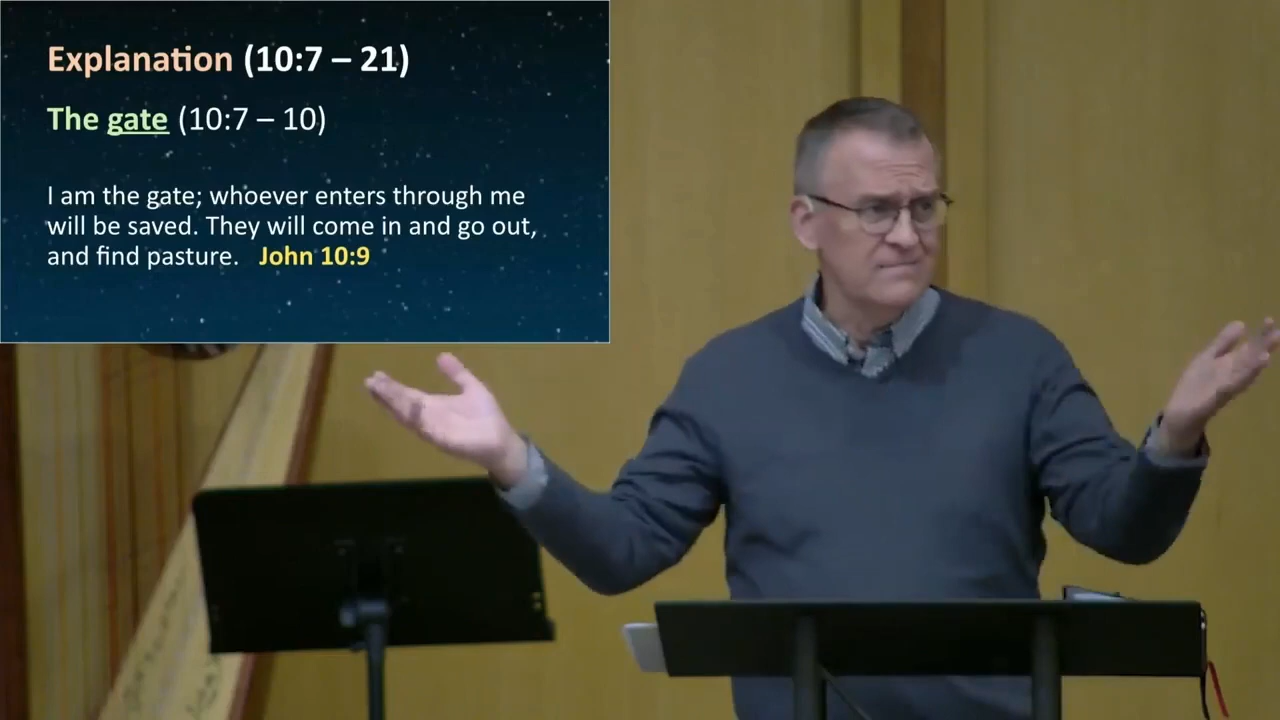 Explanation (10:7 – 21)
The gate (10:7 – 10)
I am the gate; whoever enters through me
will be saved. They will come in and go out,
and find pasture. John 10:9